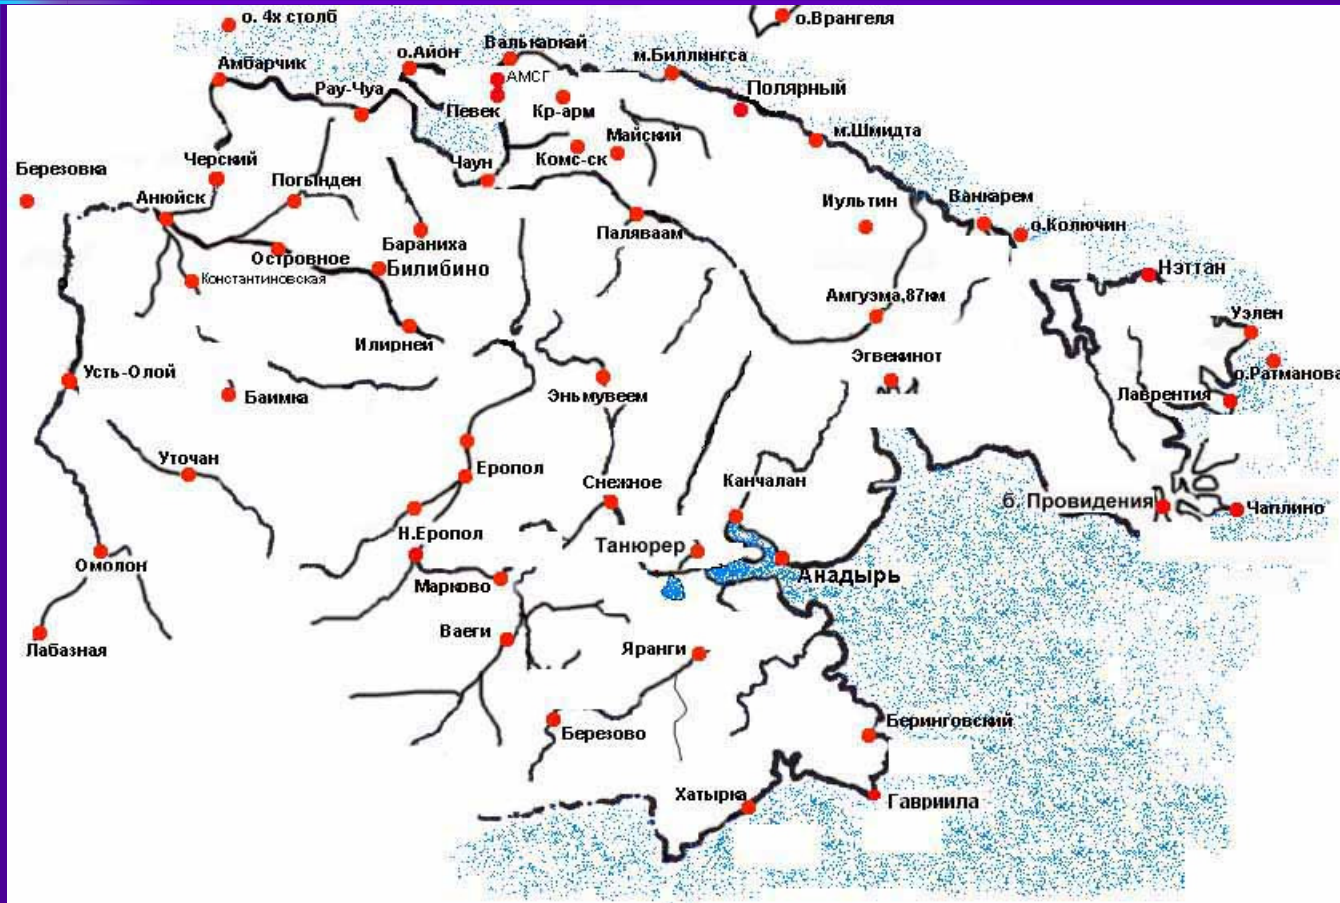 о. 4х столб
о.Врангеля
о.Айон
Валькаркай
м.Биллингса
Амбарчик
АМСГ
Рау-Чуа
Полярный
Певек
Кр-арм
м.Шмидта
Майский
Черский
Чаун
Комс-ск
Березовка
Погынден
Анюйск
Иультин
Ванкарем
Паляваам
о.Колючин
Бараниха
Островное
Билибино
Нэттан
Константиновская
Амгуэма,87км
Уэлен
Илирней
Эгвекинот
Усть-Олой
о.Ратманова
Баимка
Эньмувеем
Лаврентия
Уточан
Еропол
Снежное
Канчалан
б. Провидения
Чаплино
Н.Еропол
Танюрер
Омолон
Анадырь
Марково
Ваеги
Яранги
Лабазная
Березово
Беринговский
Хатырка
Гавриила